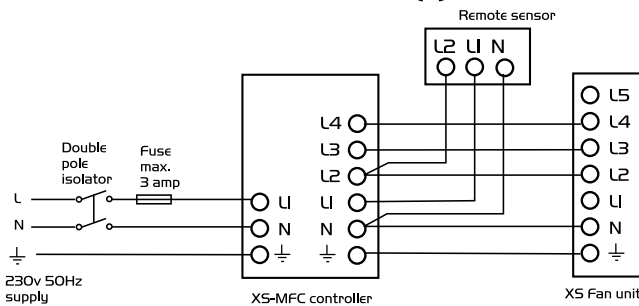 Remote sensor
L2 L1 N
L4
L3
L2
L1
N
L5
L4
L3
L2
L1
N
Double
pole
isolator
Fuse
max.
3 amp
L
N
L1
N
230v 50Hz
supply
XS-MFC controller
XS Fan unit